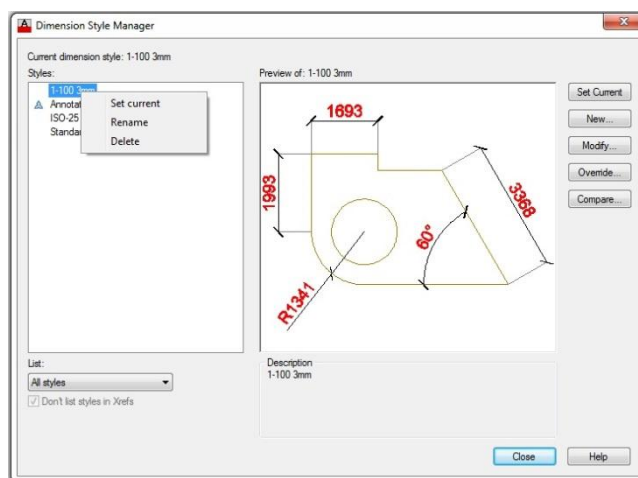 Dimension Style Manager
Current dimension style: 1-100 3mm
Styles:
1-100 3mm
Annotat
ISO-25
Standa
Set current
Rename
Delete
List:
All styles
Don't list styles in Xrefs
Preview of: 1-100 3mm
1693
1993
3368
60°
R1341
Description
1-100 3mm
Set Current
New...
Modify...
Override...
Compare...
Close
Help